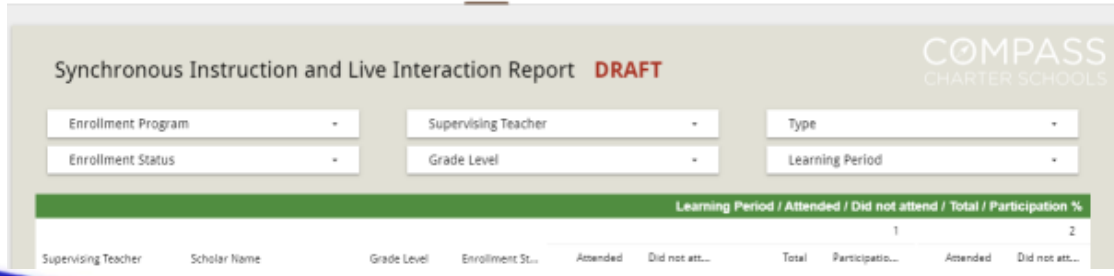 COMPASS
CHARTER SCHOOLS
Synchronous Instruction and Live Interaction Report DRAFT
Enrollment Program Supervising Teacher Type
Enrollment Status Grade Level Learning Period
Learning Period / Attended / Did not attend / Total / Participation %
1 2
Supervising Teacher Scholar Name Grade Level Enrollment St... Attended Did not att... Total Participatio... Attended Did not att...